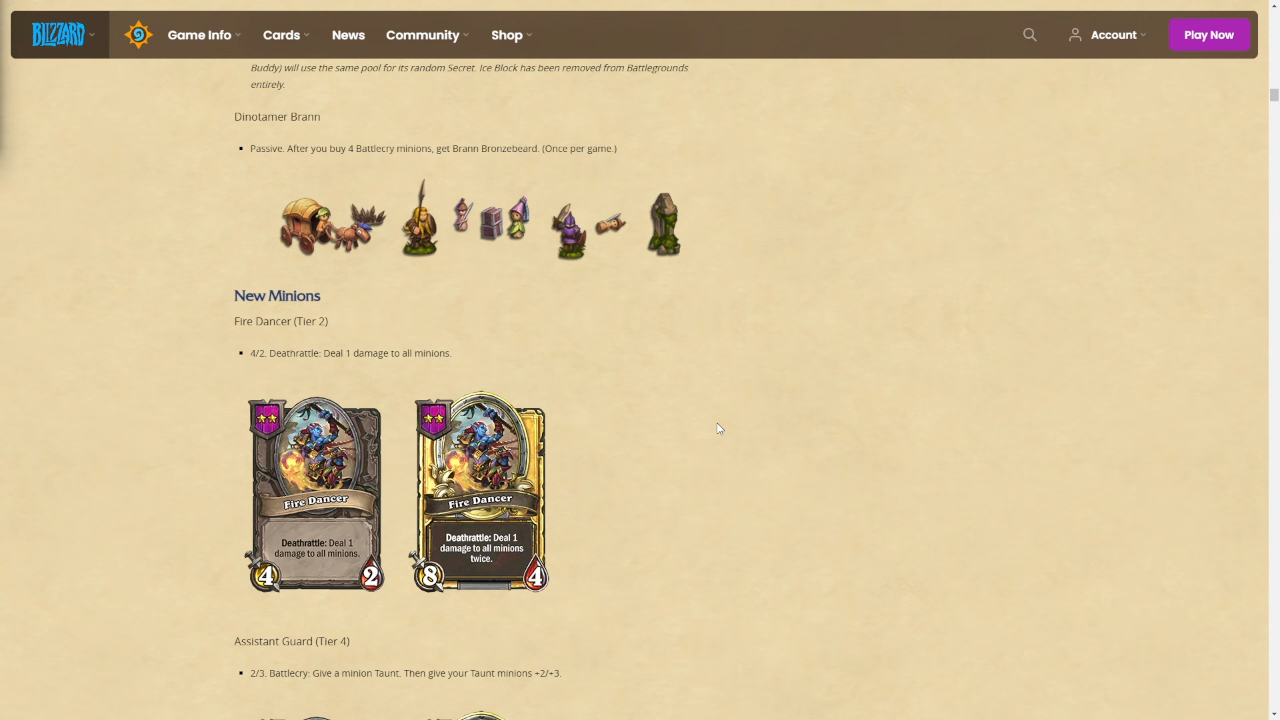 BLIZZARD Game Info Cards News Community Shop Account Play Now
Buddy) will use the same pool for its random Secret. Ice Block has been removed from Battlegrounds
entirely.
Dinotamer Brann
Passive. After you buy 4 Battlecry minions, get Brann Bronzebeard. (Once per game.)
New Minions
Fire Dancer (Tier 2)
4/2. Deathrattle: Deal 1 damage to all minions.
Fire Dancer
Deathrattle: Deal 1
damage to all minions.
4 2
Fire Dancer
Deathrattle: Deal 1
damage to all minions
twice.
8 4
Assistant Guard (Tier 4)
2/3. Battlecry: Give a minion Taunt. Then give your Taunt minions +2/+3.